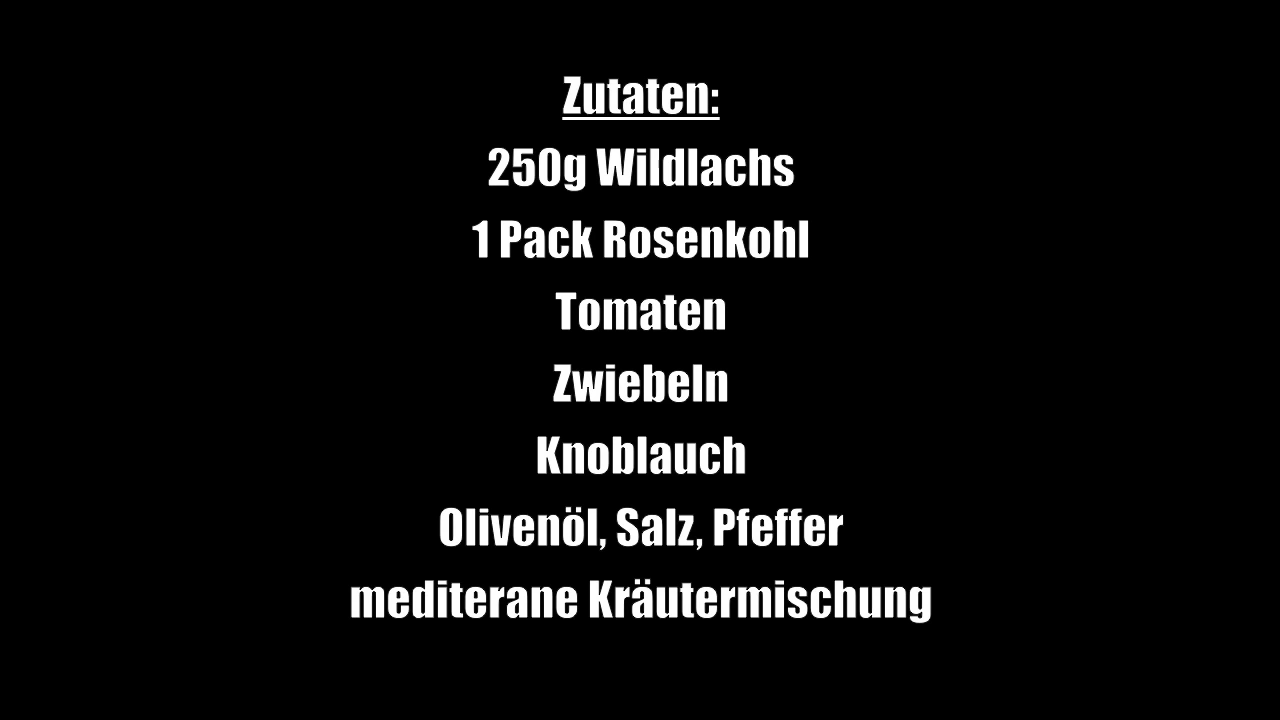 Zutaten:
250g Wildlachs
1 Pack Rosenkohl
Tomaten
Zwiebeln
Knoblauch
Olivenöl, Salz, Pfeffer
mediterane Kräutermischung